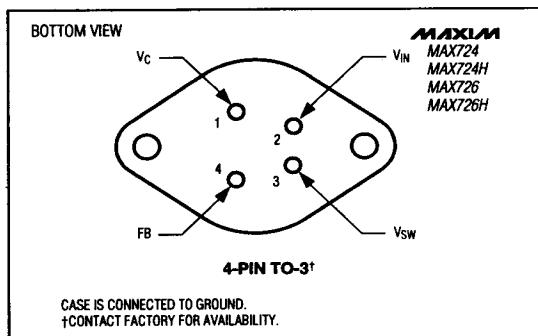 BOTTOM VIEW
MAXIM
MAX724
MAX724H
MAX726
MAX726H
VC
VIN
1
2
4
3
FB
VSW
4-PIN TO-3†
CASE IS CONNECTED TO GROUND.
†CONTACT FACTORY FOR AVAILABILITY.